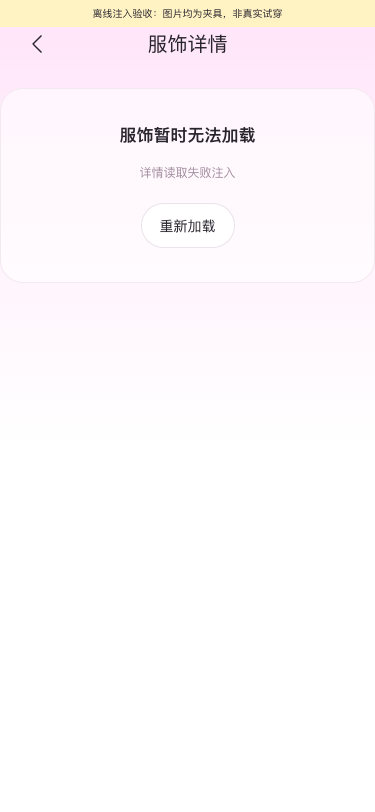 离线注入验收：图片均为夹具，非真实试穿
服饰详情
服饰暂时无法加载
详情读取失败注入
重新加载